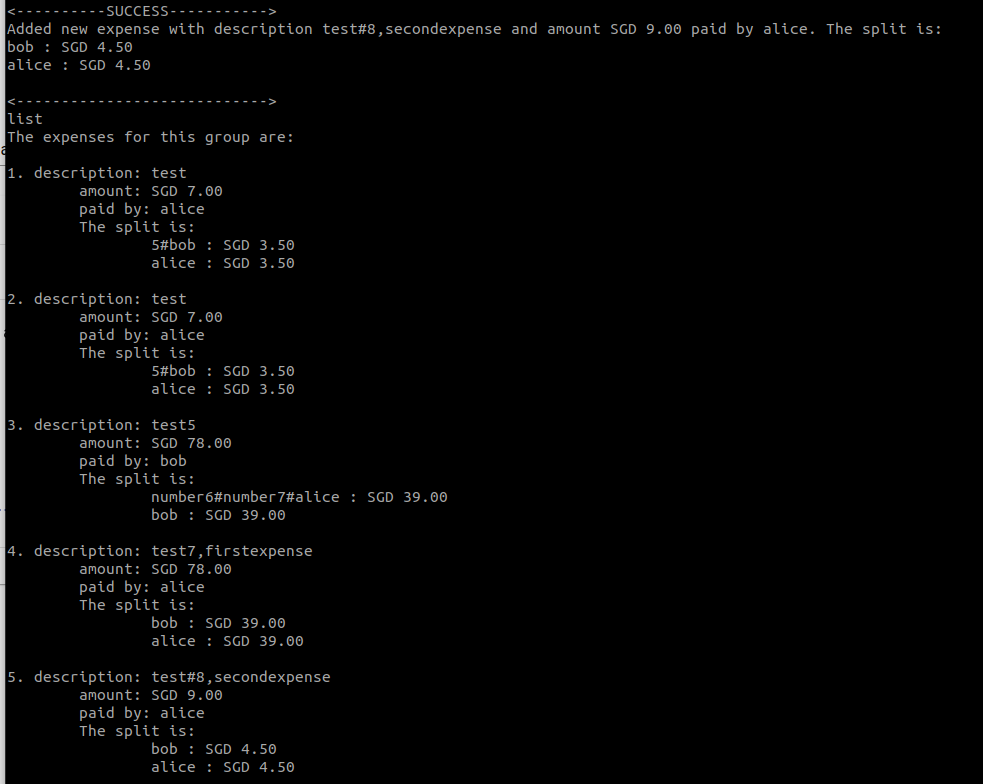 <----------SUCCESS----------->
Added new expense with description test#8,secondexpense and amount SGD 9.00 paid by alice. The split is:
bob : SGD 4.50
alice : SGD 4.50
<---------------------------->
list
The expenses for this group are:
1. description: test
amount: SGD 7.00
paid by: alice
The split is:
5#bob : SGD 3.50
alice : SGD 3.50
2. description: test
amount: SGD 7.00
paid by: alice
The split is:
5#bob : SGD 3.50
alice : SGD 3.50
3. description: test5
amount: SGD 78.00
paid by: bob
The split is:
number6#number7#alice : SGD 39.00
bob : SGD 39.00
4. description: test7,firstexpense
amount: SGD 78.00
paid by: alice
The split is:
bob : SGD 39.00
alice : SGD 39.00
5. description: test#8,secondexpense
amount: SGD 9.00
paid by: alice
The split is:
bob : SGD 4.50
alice : SGD 4.50